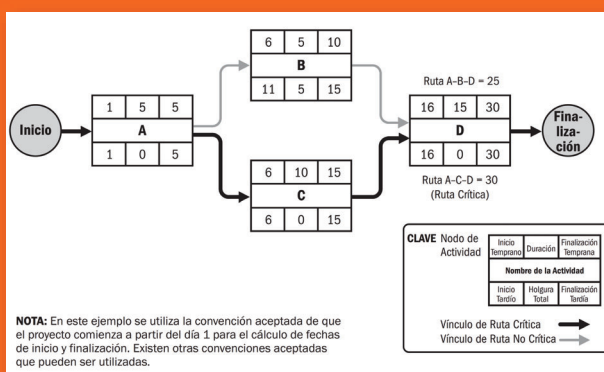 6 5 10
B
11 5 15
Ruta A–B–D = 25
Inicio
1 5 5
A
1 0 5
16 15 30
D
16 0 30
Fina-
liza-
ción
6 10 15
C
6 0 15
Ruta A–C–D = 30
(Ruta Crítica)
CLAVE Nodo de
Actividad
Inicio
Temprano
Duración
Finalización
Temprana
Nombre de la Actividad
Inicio
Tardío
Holgura
Total
Finalización
Tardía
Vínculo de Ruta Crítica
Vínculo de Ruta No Crítica
NOTA: En este ejemplo se utiliza la convención aceptada de que
el proyecto comienza a partir del día 1 para el cálculo de fechas
de inicio y finalización. Existen otras convenciones aceptadas
que pueden ser utilizadas.